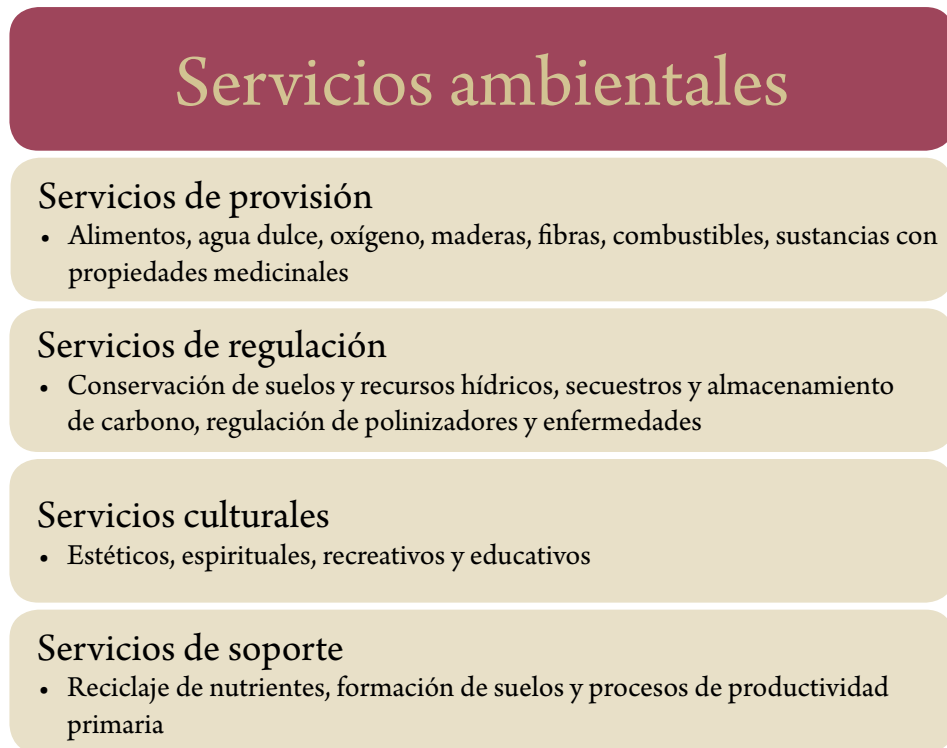 Servicios ambientales
Servicios de provisión
• Alimentos, agua dulce, oxígeno, maderas, fibras, combustibles, sustancias con
propiedades medicinales
Servicios de regulación
• Conservación de suelos y recursos hídricos, secuestros y almacenamiento
de carbono, regulación de polinizadores y enfermedades
Servicios culturales
• Estéticos, espirituales, recreativos y educativos
Servicios de soporte
• Reciclaje de nutrientes, formación de suelos y procesos de productividad
primaria